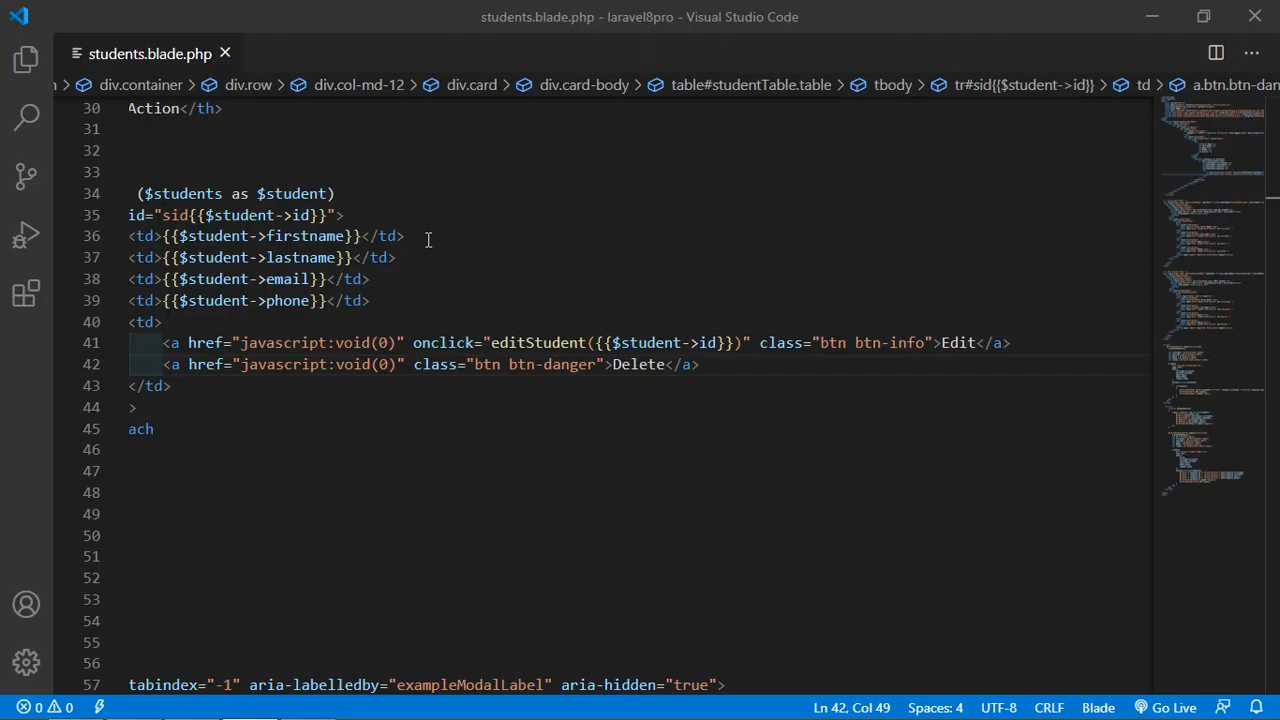 students.blade.php - laravel8pro - Visual Studio Code
students.blade.php
div.container > div.row > div.col-md-12 > div.card > div.card-body > table#studentTable.table > tbody > tr#sid{{$student->id}} > td > a.btn.btn-dan
30 Action</th>
31
32
33
34 ($students as $student)
35 id="sid{{$student->id}}">
36 <td>{{$student->firstname}}</td>
37 <td>{{$student->lastname}}</td>
38 <td>{{$student->email}}</td>
39 <td>{{$student->phone}}</td>
40 <td>
41 <a href="javascript:void(0)" onclick="editStudent({{$student->id}})" class="btn btn-info">Edit</a>
42 <a href="javascript:void(0)" class="btn btn-danger">Delete</a>
43 </td>
44 >
45 ach
46
47
48
49
50
51
52
53
54
55
56
57 tabindex="-1" aria-labelledby="exampleModalLabel" aria-hidden="true">
0 0 Ln 42, Col 49 Spaces: 4 UTF-8 CRLF Blade Go Live